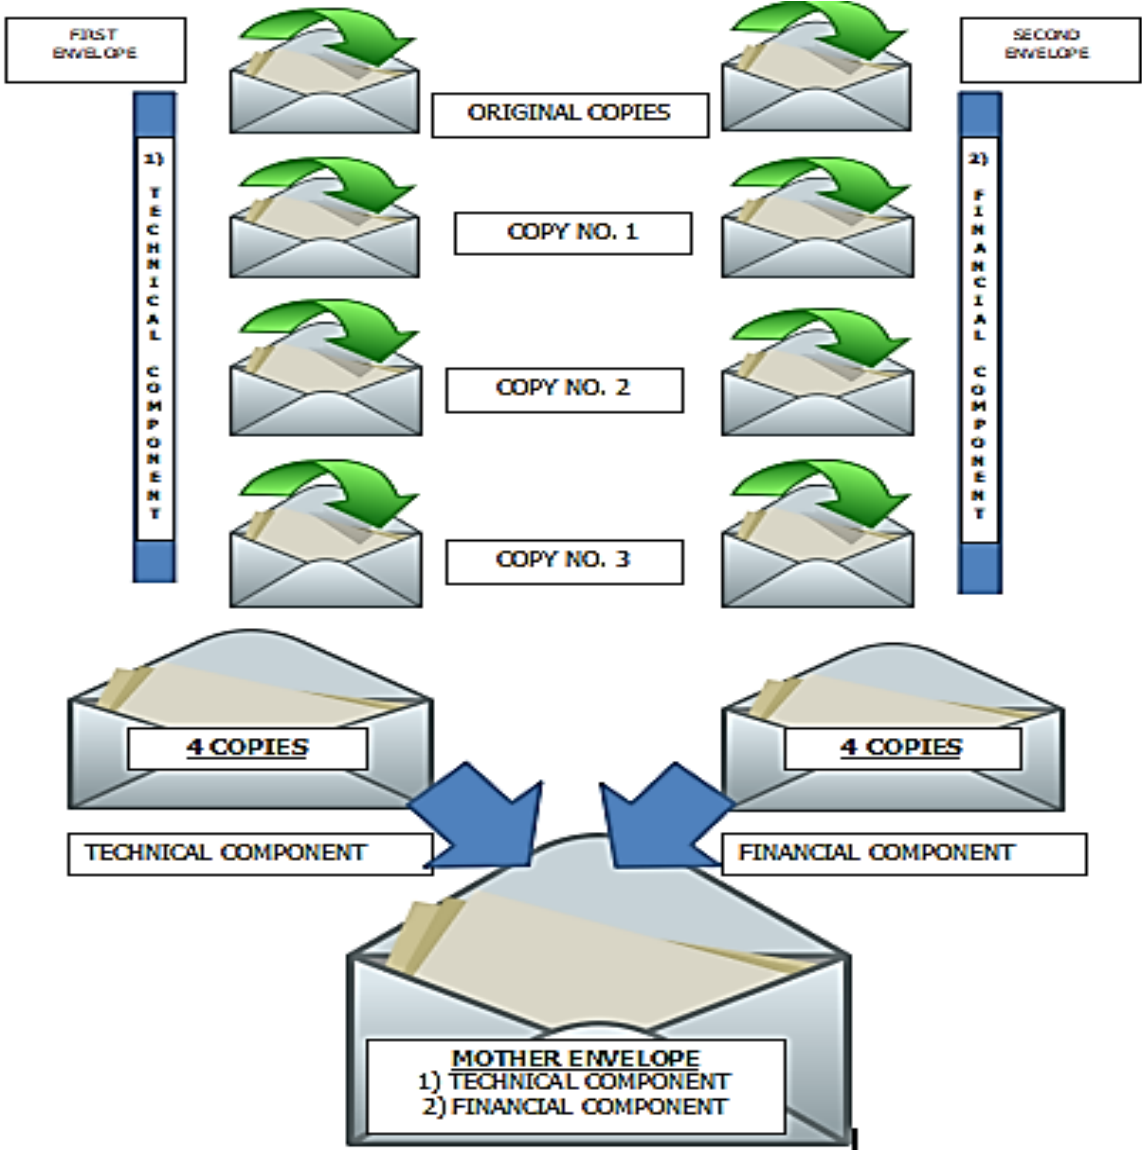 FIRST
ENVELOPE
SECOND
ENVELOPE
ORIGINAL COPIES
1) TECHNICAL COMPONENT
2) FINANCIAL COMPONENT
COPY NO. 1
COPY NO. 2
COPY NO. 3
4 COPIES
4 COPIES
TECHNICAL COMPONENT
FINANCIAL COMPONENT
MOTHER ENVELOPE
1) TECHNICAL COMPONENT
2) FINANCIAL COMPONENT